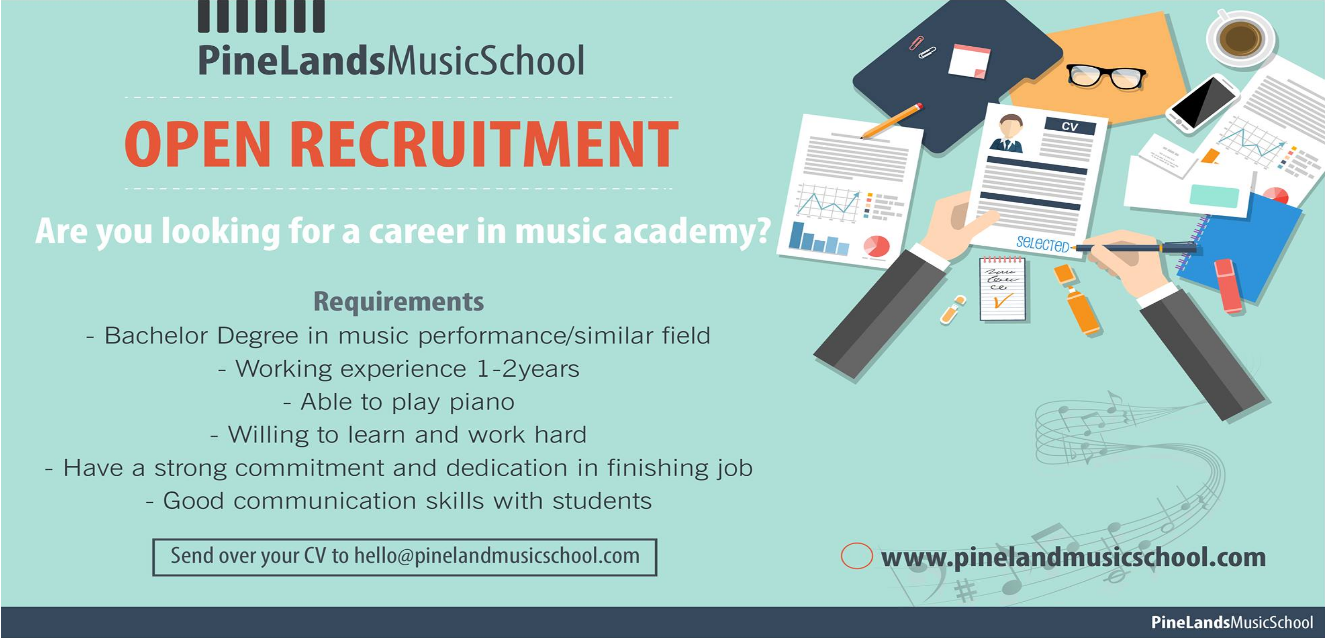 PineLandsMusicSchool
OPEN RECRUITMENT
Are you looking for a career in music academy?
Requirements
- Bachelor Degree in music performance/similar field
- Working experience 1-2years
- Able to play piano
- Willing to learn and work hard
- Have a strong commitment and dedication in finishing job
- Good communication skills with students
Send over your CV to hello@pinelandmusicschool.com
CV
SELECTED
www.pinelandmusicschool.com
PineLandsMusicSchool